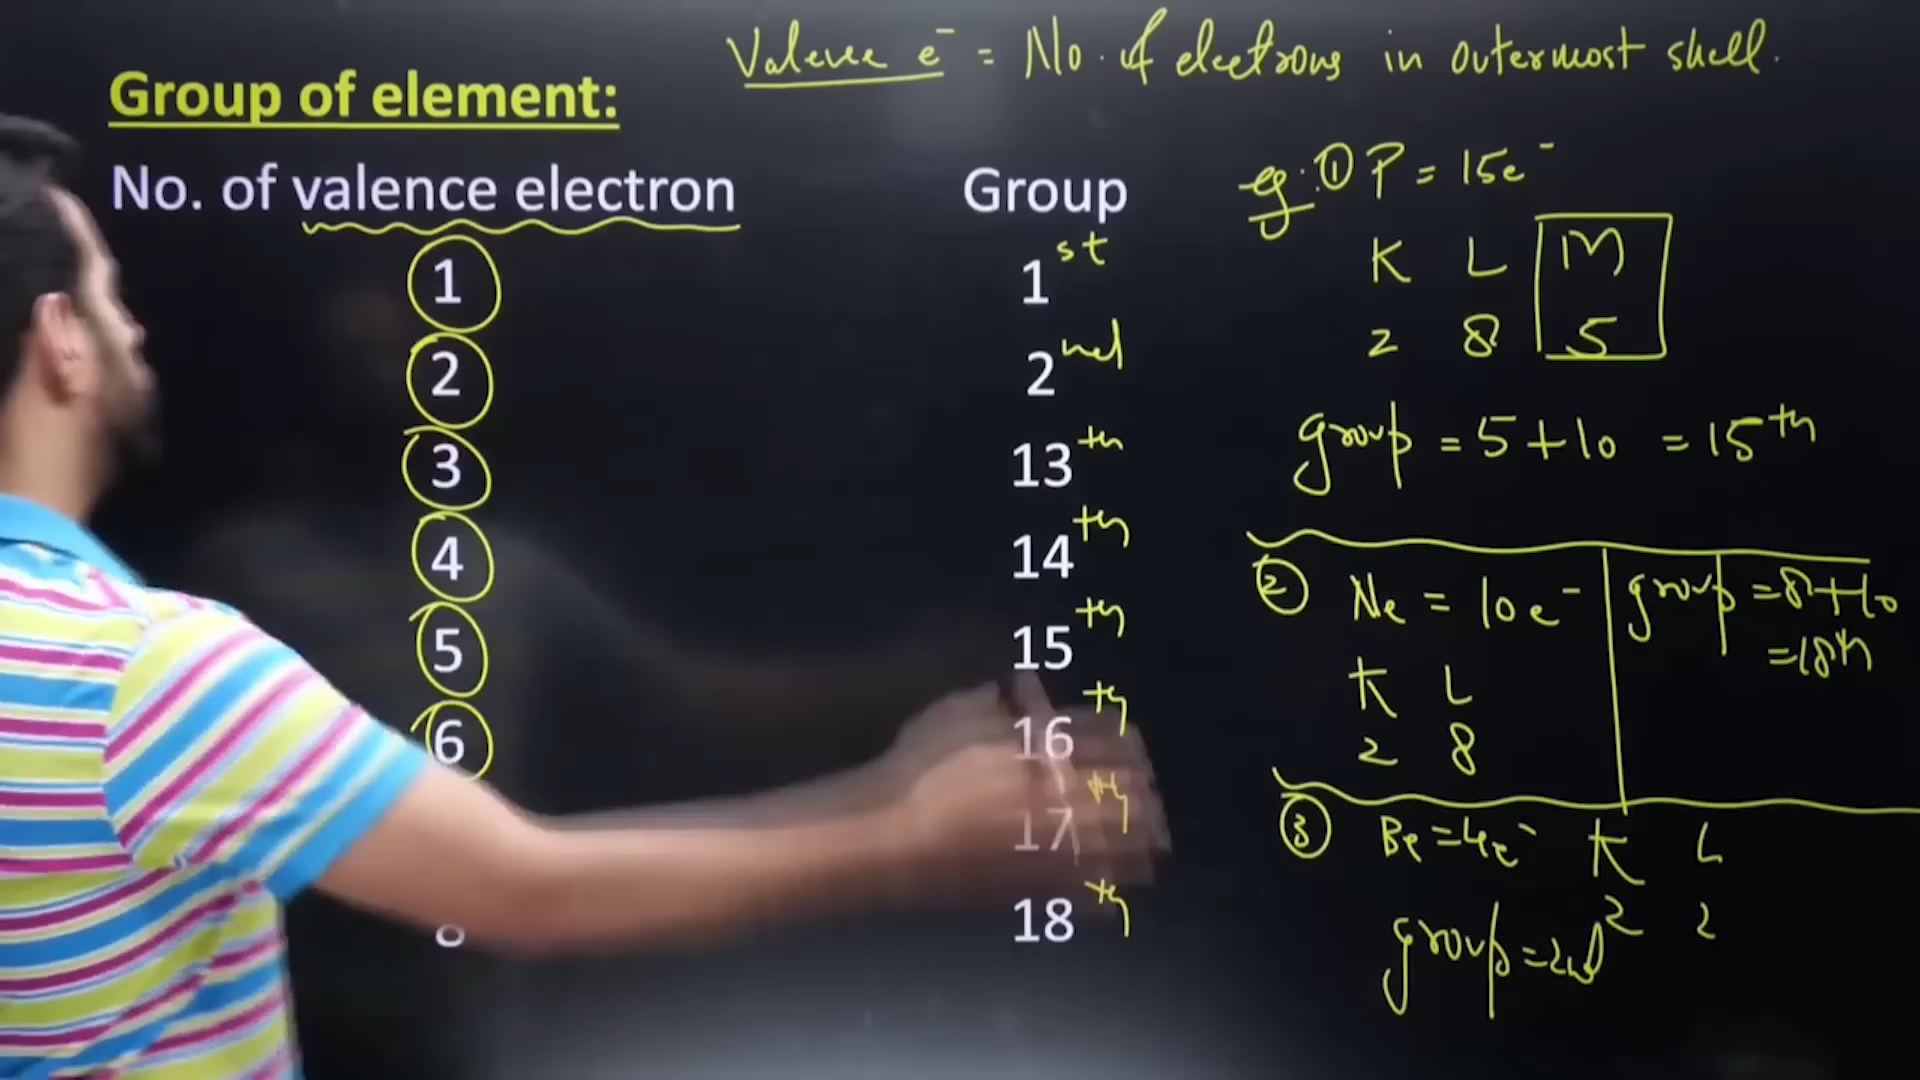 Valence e⁻ = No. of electrons in outermost shell.
Group of element:
No. of valence electron Group
1 1st
2 2nd
3 13th
4 14th
5 15th
6 16th
17th
8 18th
eg: ① P = 15e⁻
K L M
2 8 5
group = 5 + 10 = 15th
② Ne = 10e⁻ group = 8+10
= 18th
K L
2 8
③ Be = 4e⁻ K L
2 2
group = 2nd